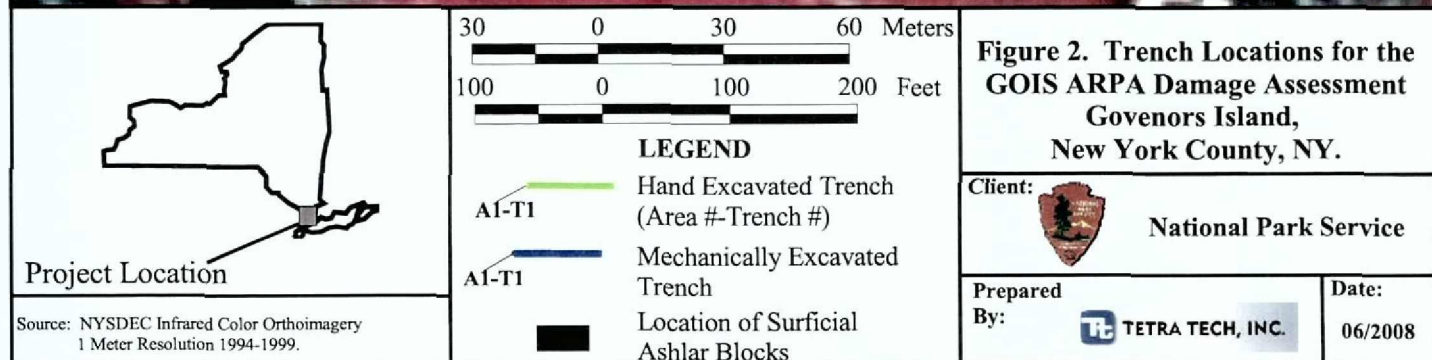 Project Location
Source: NYSDEC Infrared Color Orthoimagery
1 Meter Resolution 1994-1999.
30 0 30 60 Meters
100 0 100 200 Feet
LEGEND
A1-T1
Hand Excavated Trench
(Area #-Trench #)
A1-T1
Mechanically Excavated
Trench
Location of Surficial
Ashlar Blocks
Figure 2. Trench Locations for the
GOIS ARPA Damage Assessment
Govenors Island,
New York County, NY.
Client:
National Park Service
Prepared
By:
Tt TETRA TECH, INC.
Date:
06/2008